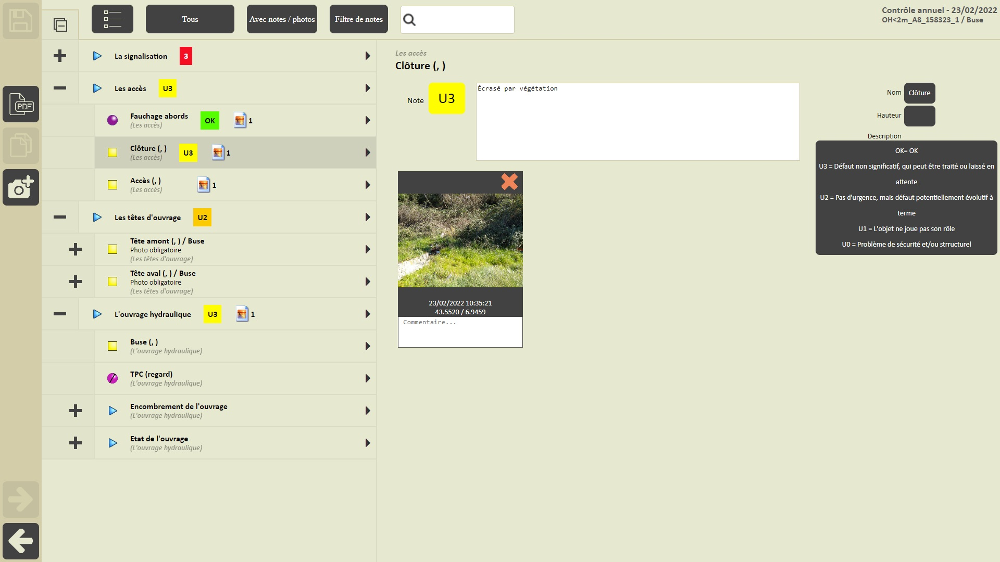 Tous
Avec notes / photos
Filtre de notes
Contrôle annuel - 23/02/2022
OH<2m_A8_158323_1 / Buse
PDF
La signalisation 3
Les accès U3
Fauchage abords
(Les accès)
OK 1
Clôture (, )
(Les accès)
U3 1
Accès (, )
(Les accès)
1
Les têtes d'ouvrage U2
Tête amont (, ) / Buse
Photo obligatoire
(Les têtes d'ouvrage)
Tête aval (, ) / Buse
Photo obligatoire
(Les têtes d'ouvrage)
L'ouvrage hydraulique U3 1
Buse (, )
(L'ouvrage hydraulique)
TPC (regard)
(L'ouvrage hydraulique)
Encombrement de l'ouvrage
(L'ouvrage hydraulique)
Etat de l'ouvrage
(L'ouvrage hydraulique)
Les accès
Clôture (, )
Note U3
Écrasé par végétation
23/02/2022 10:35:21
43.5520 / 6.9459
Commentaire...
Nom Clôture
Hauteur
Description
OK= OK
U3 = Défaut non significatif, qui peut être traité ou laissé en
attente
U2 = Pas d'urgence, mais défaut potentiellement évolutif à
terme
U1 = L'objet ne joue pas son rôle
U0 = Problème de sécurité et/ou strructurel